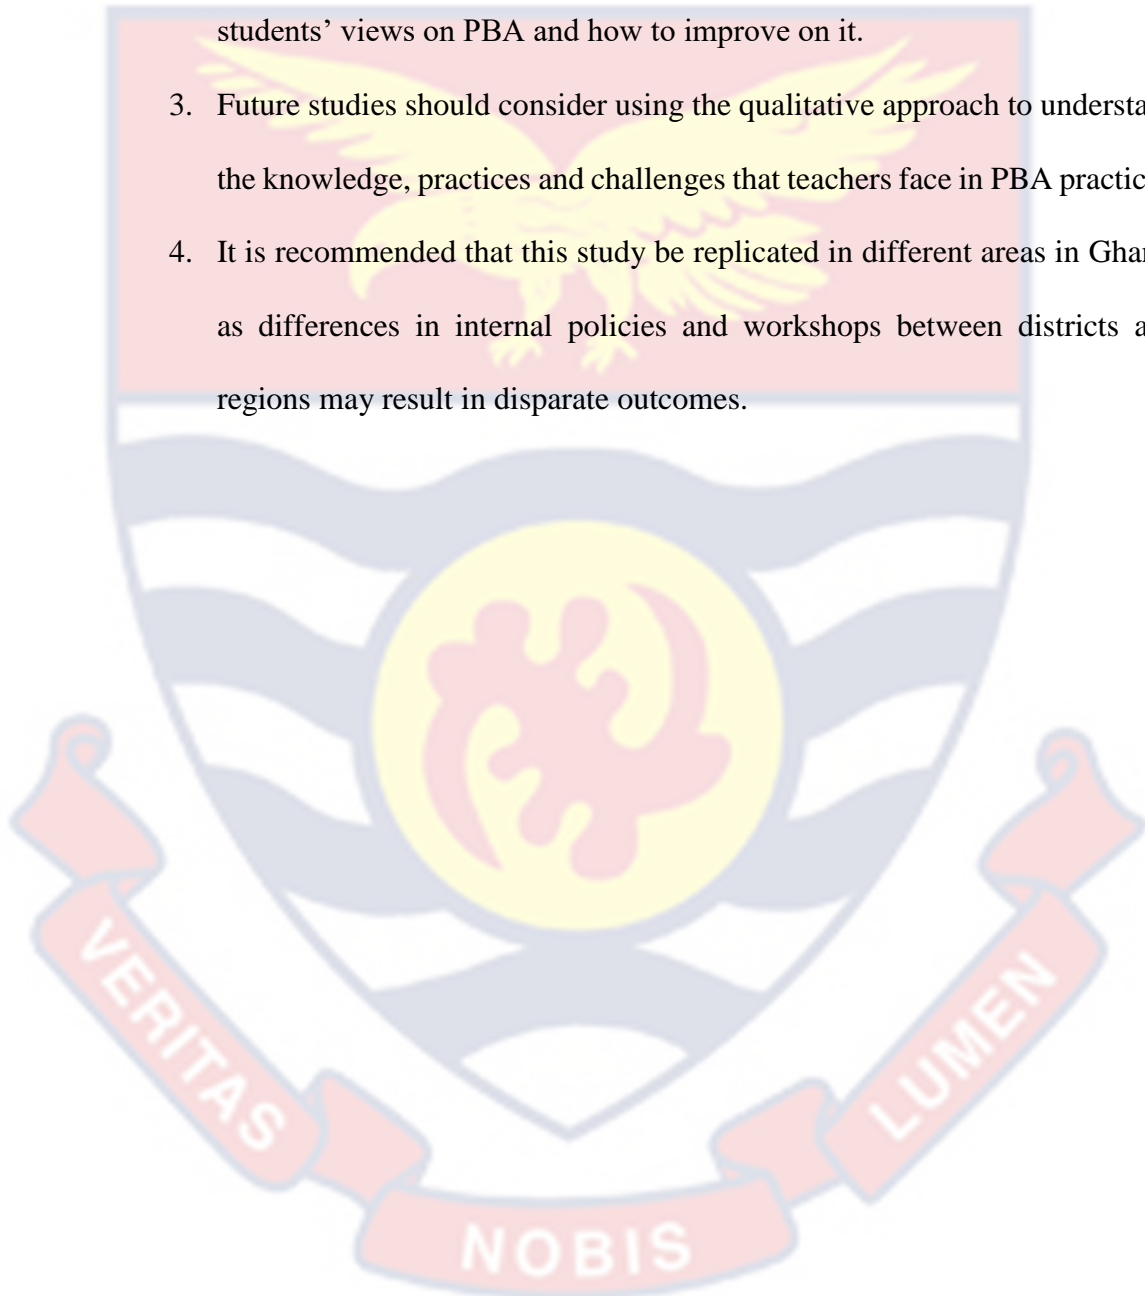 students’ views on PBA and how to improve on it.
3. Future studies should consider using the qualitative approach to
the knowledge, practices and challenges that teachers face in PBA
4. It is recommended that this study be replicated in different areas in
as differences in internal policies and workshops between districts
regions may result in disparate outcomes.
VERITAS
NOBIS
LUMEN